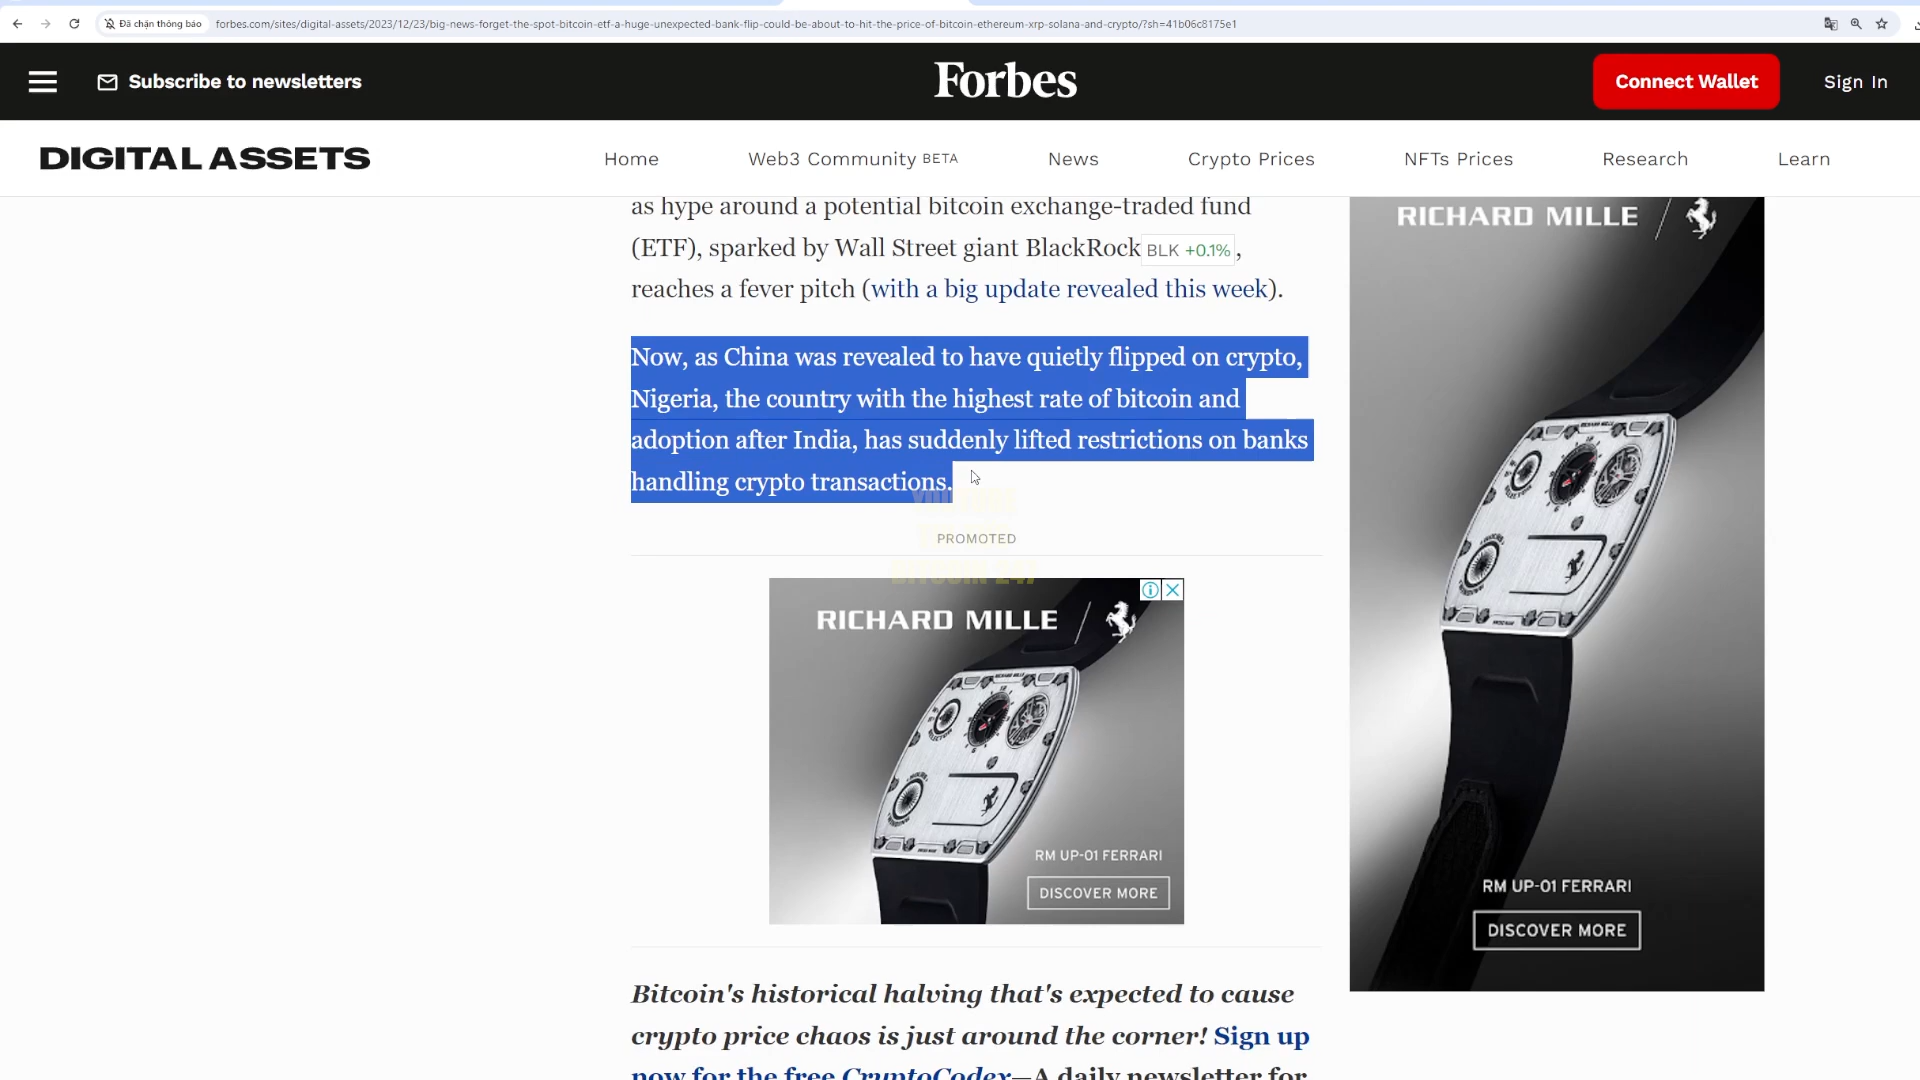 Đã chặn thông báo
forbes.com/sites/digital-assets/2023/12/23/big-news-forget-the-spot-bitcoin-etf-a-huge-unexpected-bank-flip-could-be-about-to-hit-the-price-of-bitcoin-ethereum-xrp-solana-and-crypto/?sh=41b06c8175e1
Subscribe to newsletters
Forbes
Connect Wallet
Sign In
DIGITAL ASSETS
Home
Web3 Community BETA
News
Crypto Prices
NFTs Prices
Research
Learn
as hype around a potential bitcoin exchange-traded fund
(ETF), sparked by Wall Street giant BlackRock BLK +0.1%,
reaches a fever pitch (with a big update revealed this week).
Now, as China was revealed to have quietly flipped on crypto,
Nigeria, the country with the highest rate of bitcoin and
adoption after India, has suddenly lifted restrictions on banks
handling crypto transactions.
PROMOTED
BITCOIN 247
RICHARD MILLE
RM UP-01 FERRARI
DISCOVER MORE
Bitcoin's historical halving that's expected to cause
crypto price chaos is just around the corner! Sign up
now for the free CryptoCodex—A daily newsletter for
RICHARD MILLE
RM UP-01 FERRARI
DISCOVER MORE